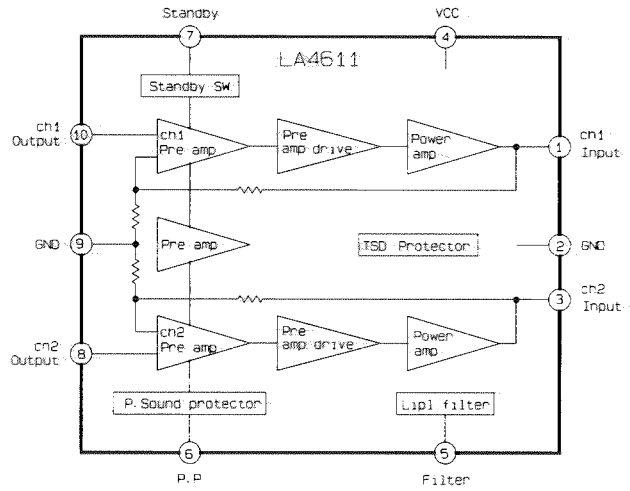 Standby
VCC
7
4
LA4611
Standby SW
ch1
Output
10
ch1
Pre amp
Pre
amp drive
Power
amp
1
ch1
Input
GND
9
Pre amp
TSD Protector
2
GND
3
ch2
Input
ch2
Output
8
ch2
Pre amp
Pre
amp drive
Power
amp
P.Sound protector
Lipl filter
6
5
P.P
Filter